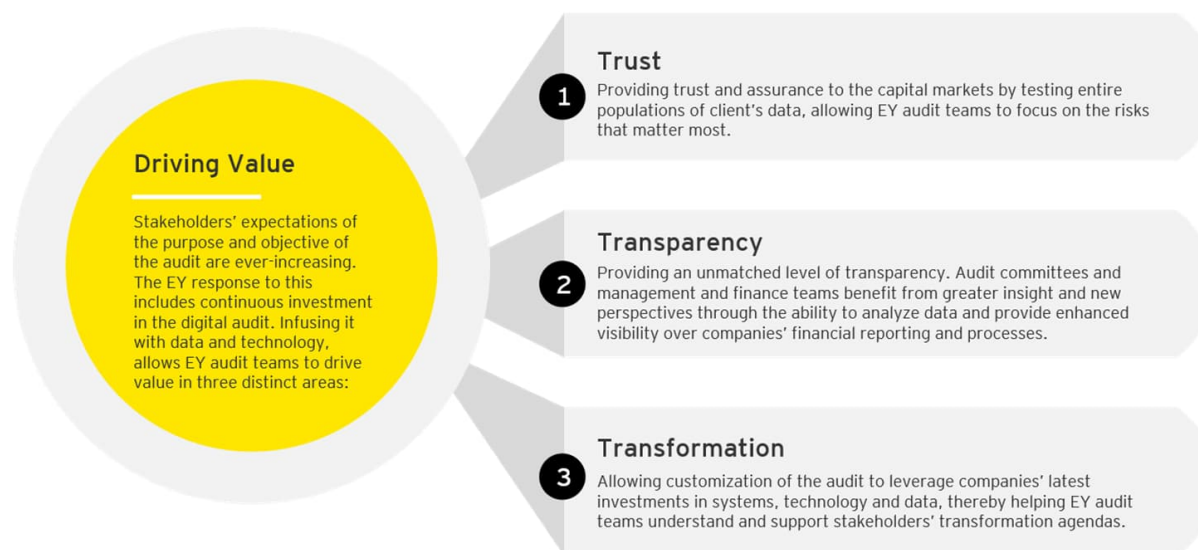 Driving Value
Stakeholders' expectations of
the purpose and objective of
the audit are ever-increasing.
The EY response to this
includes continuous investment
in the digital audit. Infusing it
with data and technology,
allows EY audit teams to drive
value in three distinct areas:
1
Trust
Providing trust and assurance to the capital markets by testing entire
populations of client's data, allowing EY audit teams to focus on the risks
that matter most.
2
Transparency
Providing an unmatched level of transparency. Audit committees and
management and finance teams benefit from greater insight and new
perspectives through the ability to analyze data and provide enhanced
visibility over companies' financial reporting and processes.
3
Transformation
Allowing customization of the audit to leverage companies' latest
investments in systems, technology and data, thereby helping EY audit
teams understand and support stakeholders' transformation agendas.